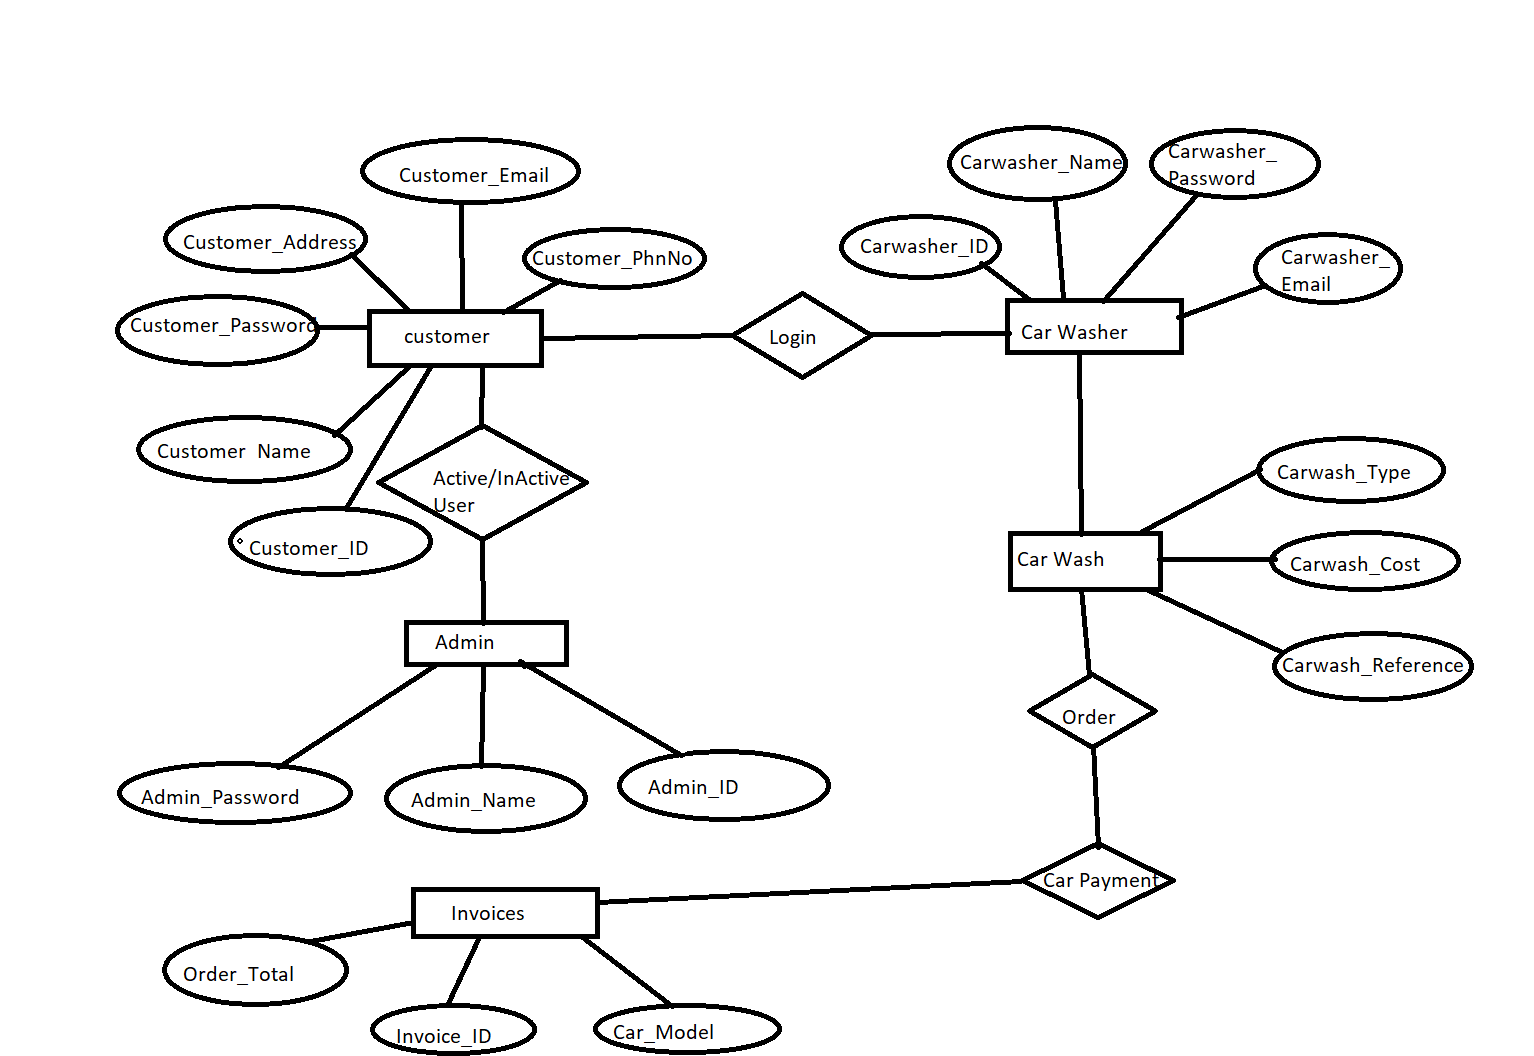 Customer_Email
Carwasher_Name
Carwasher_
Password
Customer_Address
Customer_PhnNo
Carwasher_ID
Carwasher_
Email
Customer_Password
customer
Login
Car Washer
Customer Name
Active/InActive
User
Carwash_Type
Customer_ID
Car Wash
Carwash_Cost
Admin
Carwash_Reference
Order
Admin_Password
Admin_Name
Admin_ID
Car Payment
Invoices
Order_Total
Invoice_ID
Car_Model